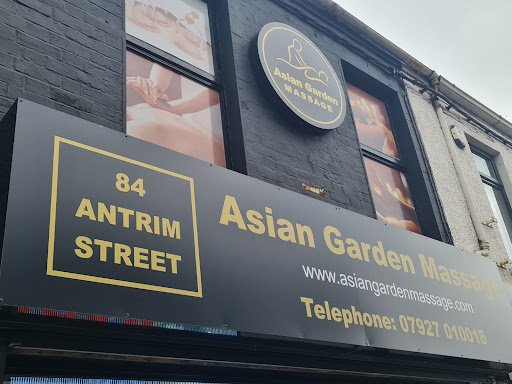 Asian Garden
MASSAGE
84
ANTRIM
STREET
Asian Garden Massage
www.asiangardenmassage.com
Telephone: 07927 010018